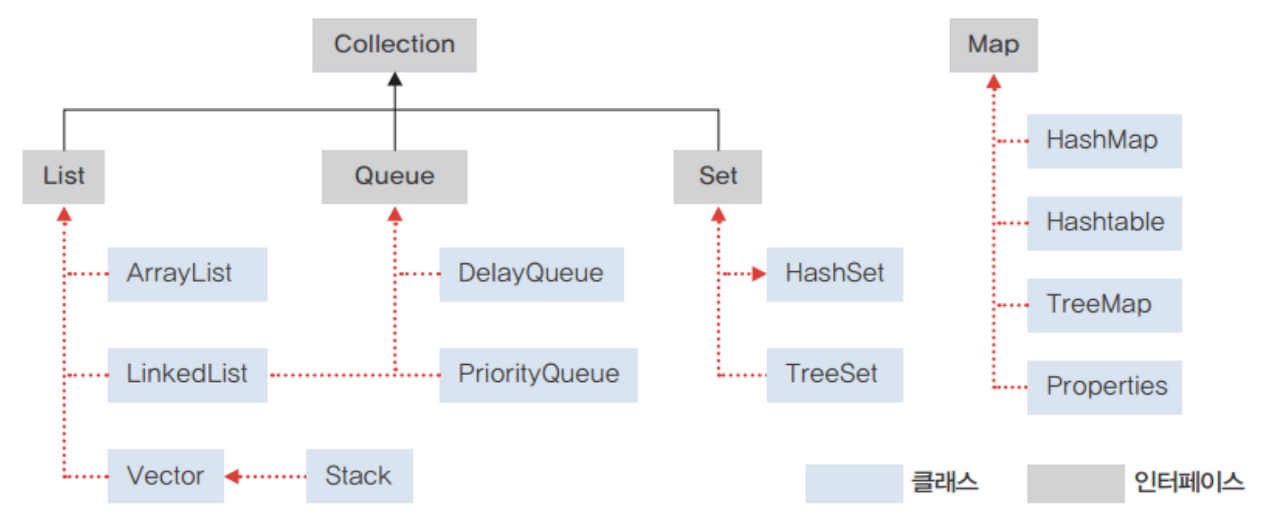 Collection
Map
List
Queue
Set
HashMap
Hashtable
TreeMap
Properties
ArrayList
DelayQueue
HashSet
LinkedList
PriorityQueue
TreeSet
Vector
Stack
클래스
인터페이스